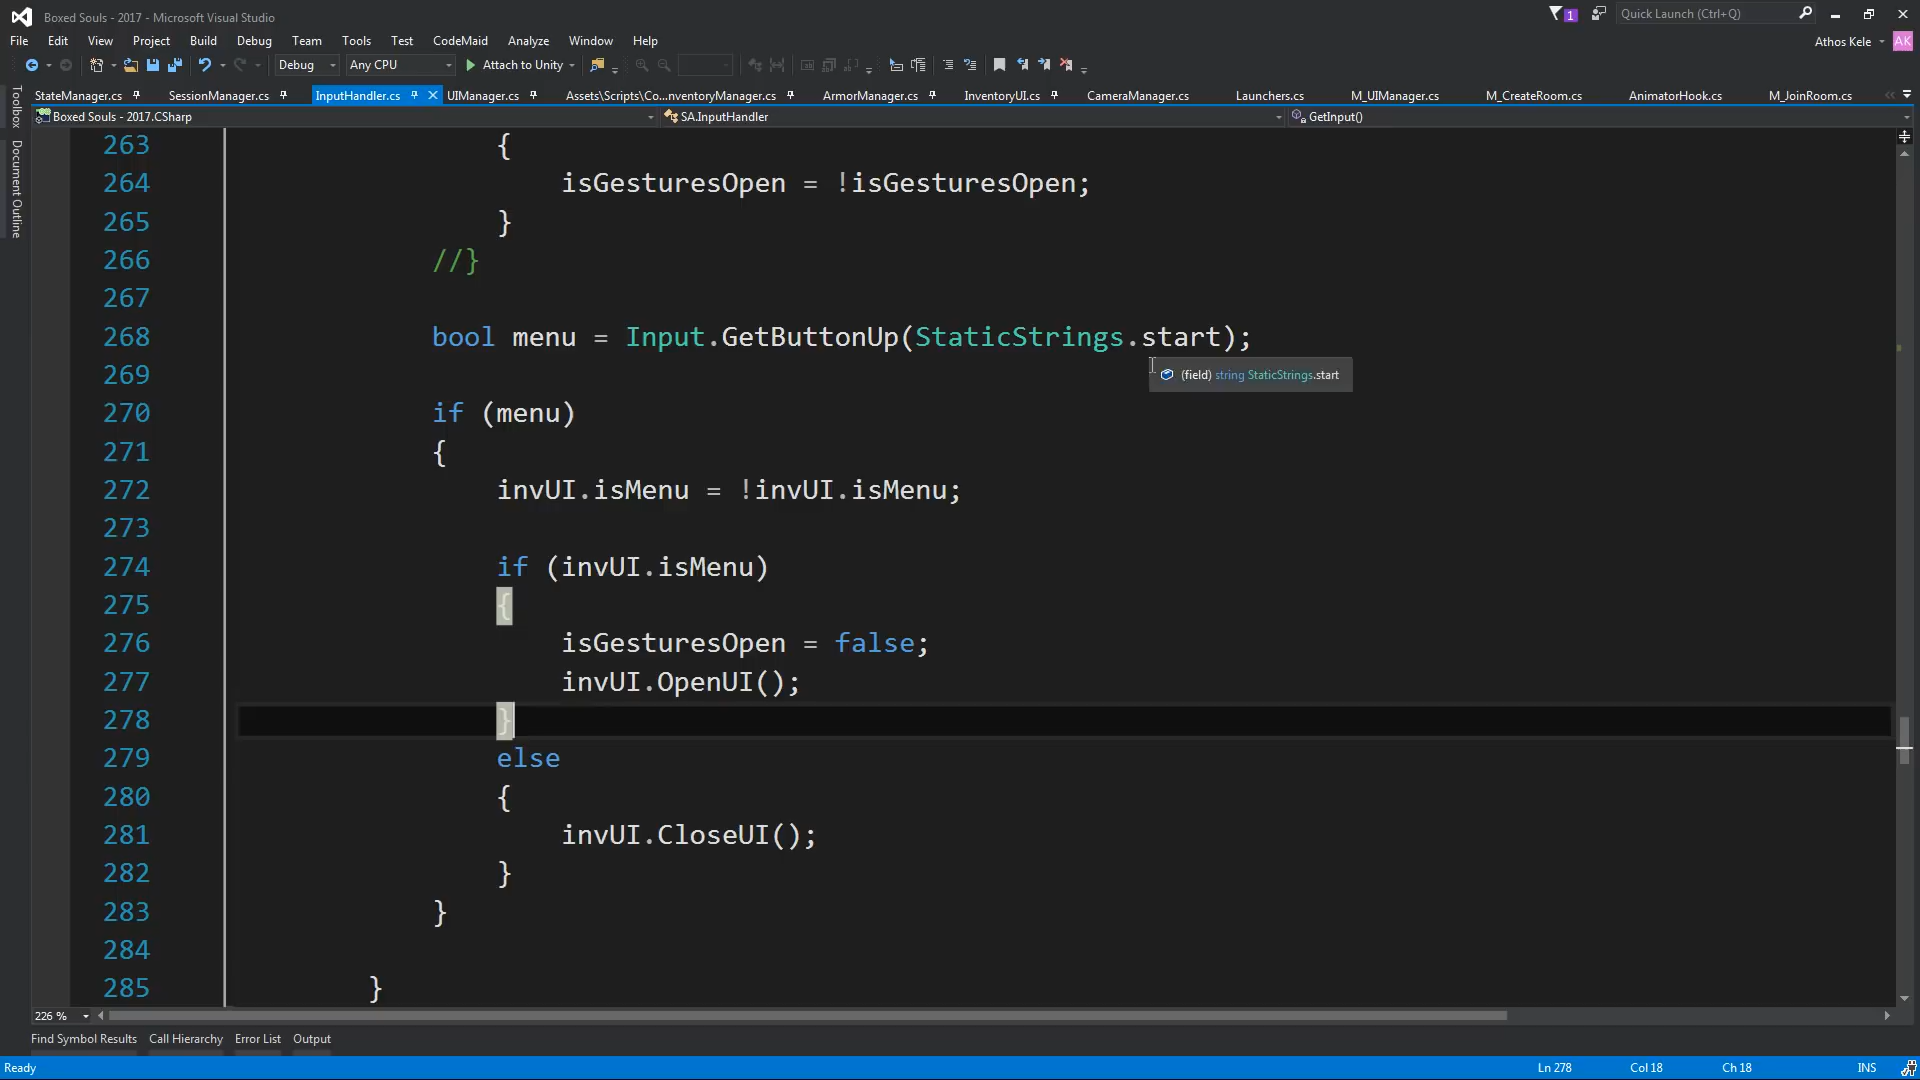 Boxed Souls - 2017 - Microsoft Visual Studio
1
Quick Launch (Ctrl+Q)
File Edit View Project Build Debug Team Tools Test CodeMaid Analyze Window Help
Athos Kele AK
Debug Any CPU Attach to Unity
StateManager.cs SessionManager.cs InputHandler.cs UIManager.cs Assets\Scripts\Co...nventoryManager.cs ArmorManager.cs InventoryUI.cs CameraManager.cs Launchers.cs M_UIManager.cs M_CreateRoom.cs AnimatorHook.cs M_JoinRoom.cs
Boxed Souls - 2017.CSharp SA.InputHandler GetInput()
Toolbox
Document Outline
263 {
264 isGesturesOpen = !isGesturesOpen;
265 }
266 //}
267
268 bool menu = Input.GetButtonUp(StaticStrings.start);
269
(field) string StaticStrings.start
270 if (menu)
271 {
272 invUI.isMenu = !invUI.isMenu;
273
274 if (invUI.isMenu)
275 {
276 isGesturesOpen = false;
277 invUI.OpenUI();
278 }
279 else
280 {
281 invUI.CloseUI();
282 }
283 }
284
285 }
226 %
Find Symbol Results Call Hierarchy Error List Output
Ready Ln 278 Col 18 Ch 18 INS